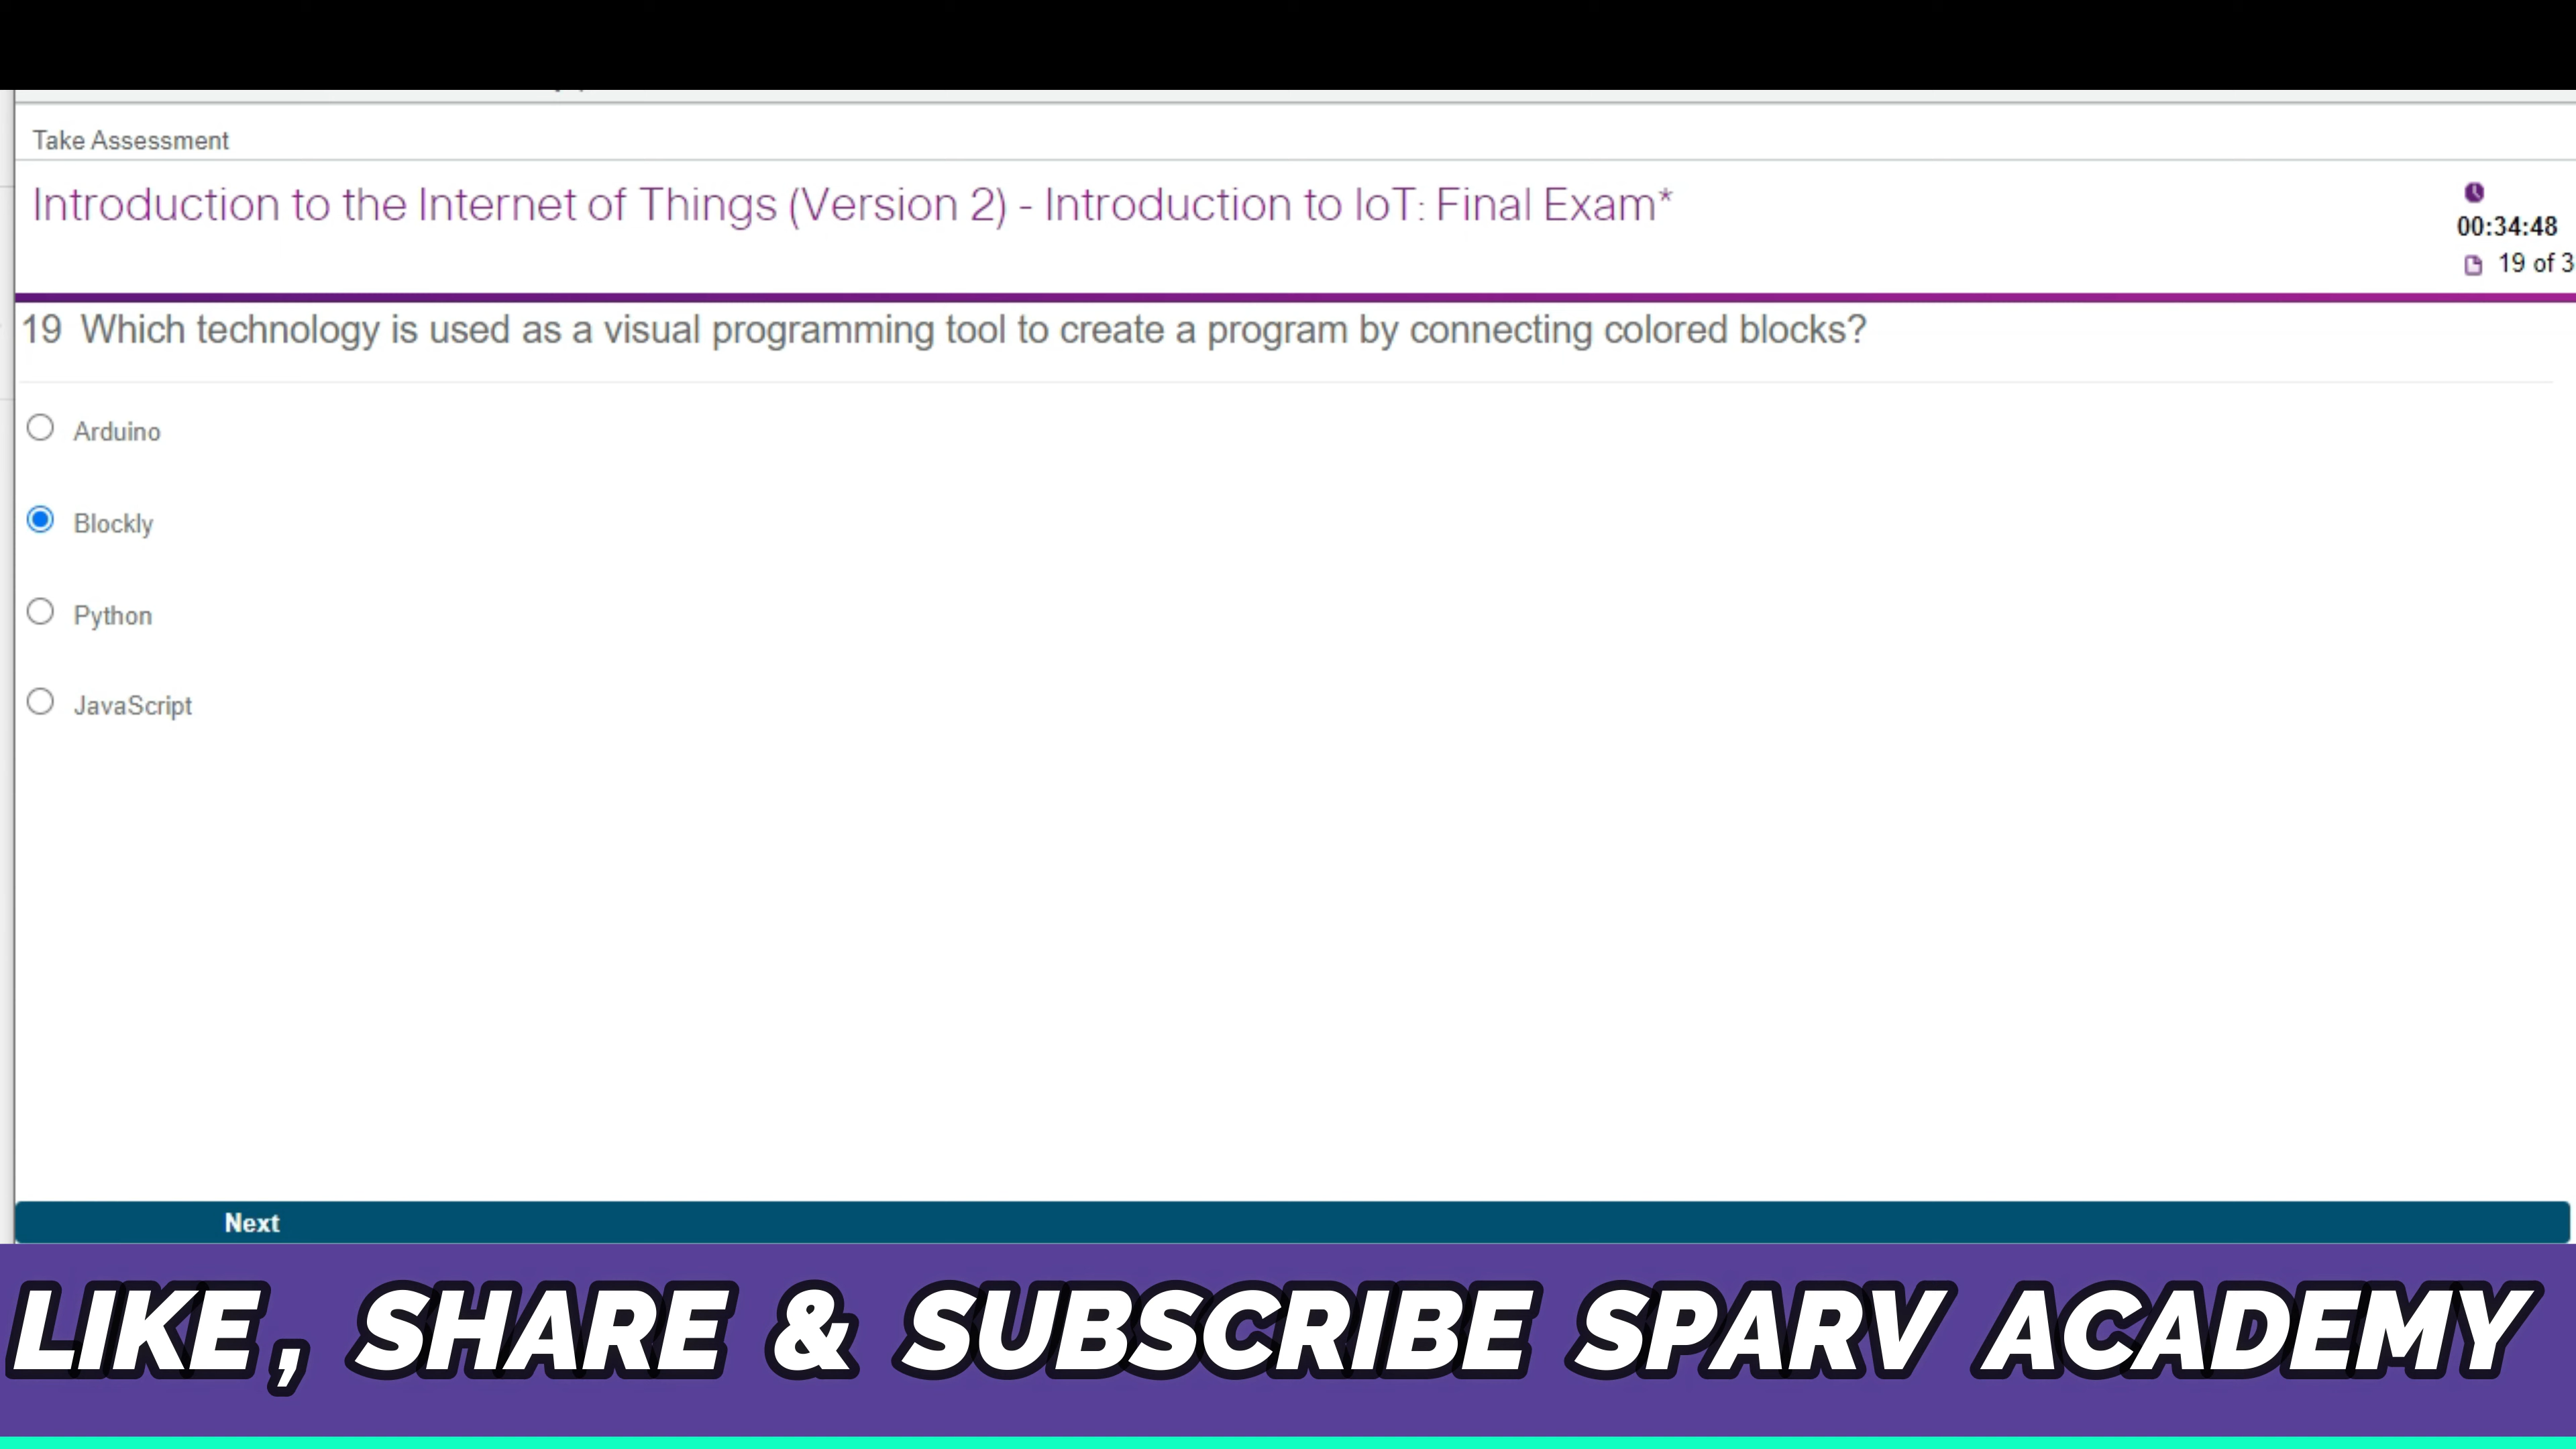 Take Assessment
Introduction to the Internet of Things (Version 2) - Introduction to IoT: Final Exam*
00:34:48
19 of 3
19 Which technology is used as a visual programming tool to create a program by connecting colored blocks?
Arduino
Blockly
Python
JavaScript
Next
LIKE, SHARE & SUBSCRIBE SPARV ACADEMY